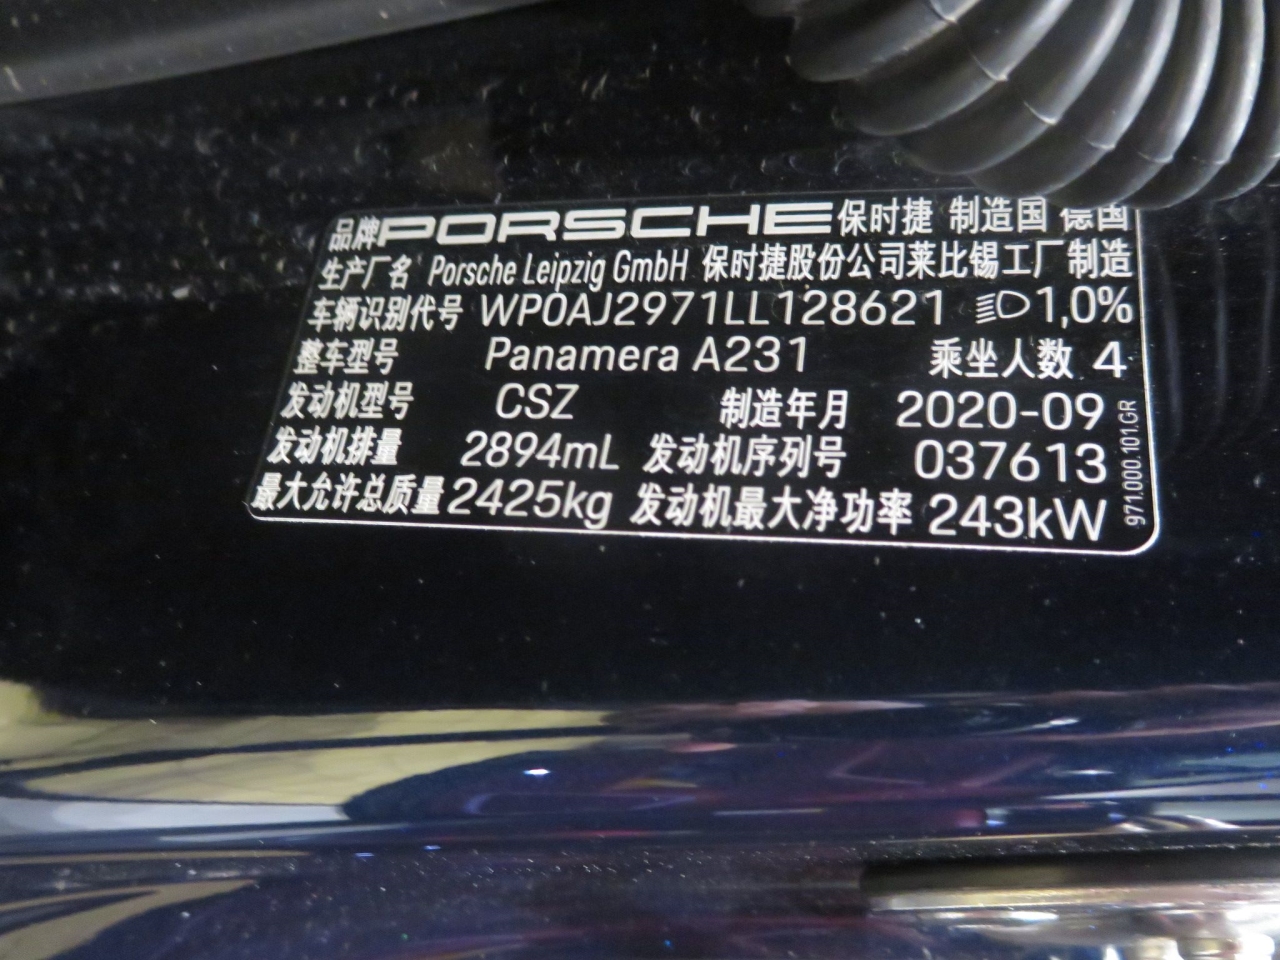 品牌 PORSCHE 保时捷 制造国 德国
生产厂名 Porsche Leipzig GmbH 保时捷股份公司莱比锡工厂制造
车辆识别代号 WP0AJ2971LL128621 1,0%
整车型号 Panamera A231 乘坐人数 4
发动机型号 CSZ 制造年月 2020-09
发动机排量 2894mL 发动机序列号 037613
最大允许总质量 2425kg 发动机最大净功率 243kW
971.000.101.GR